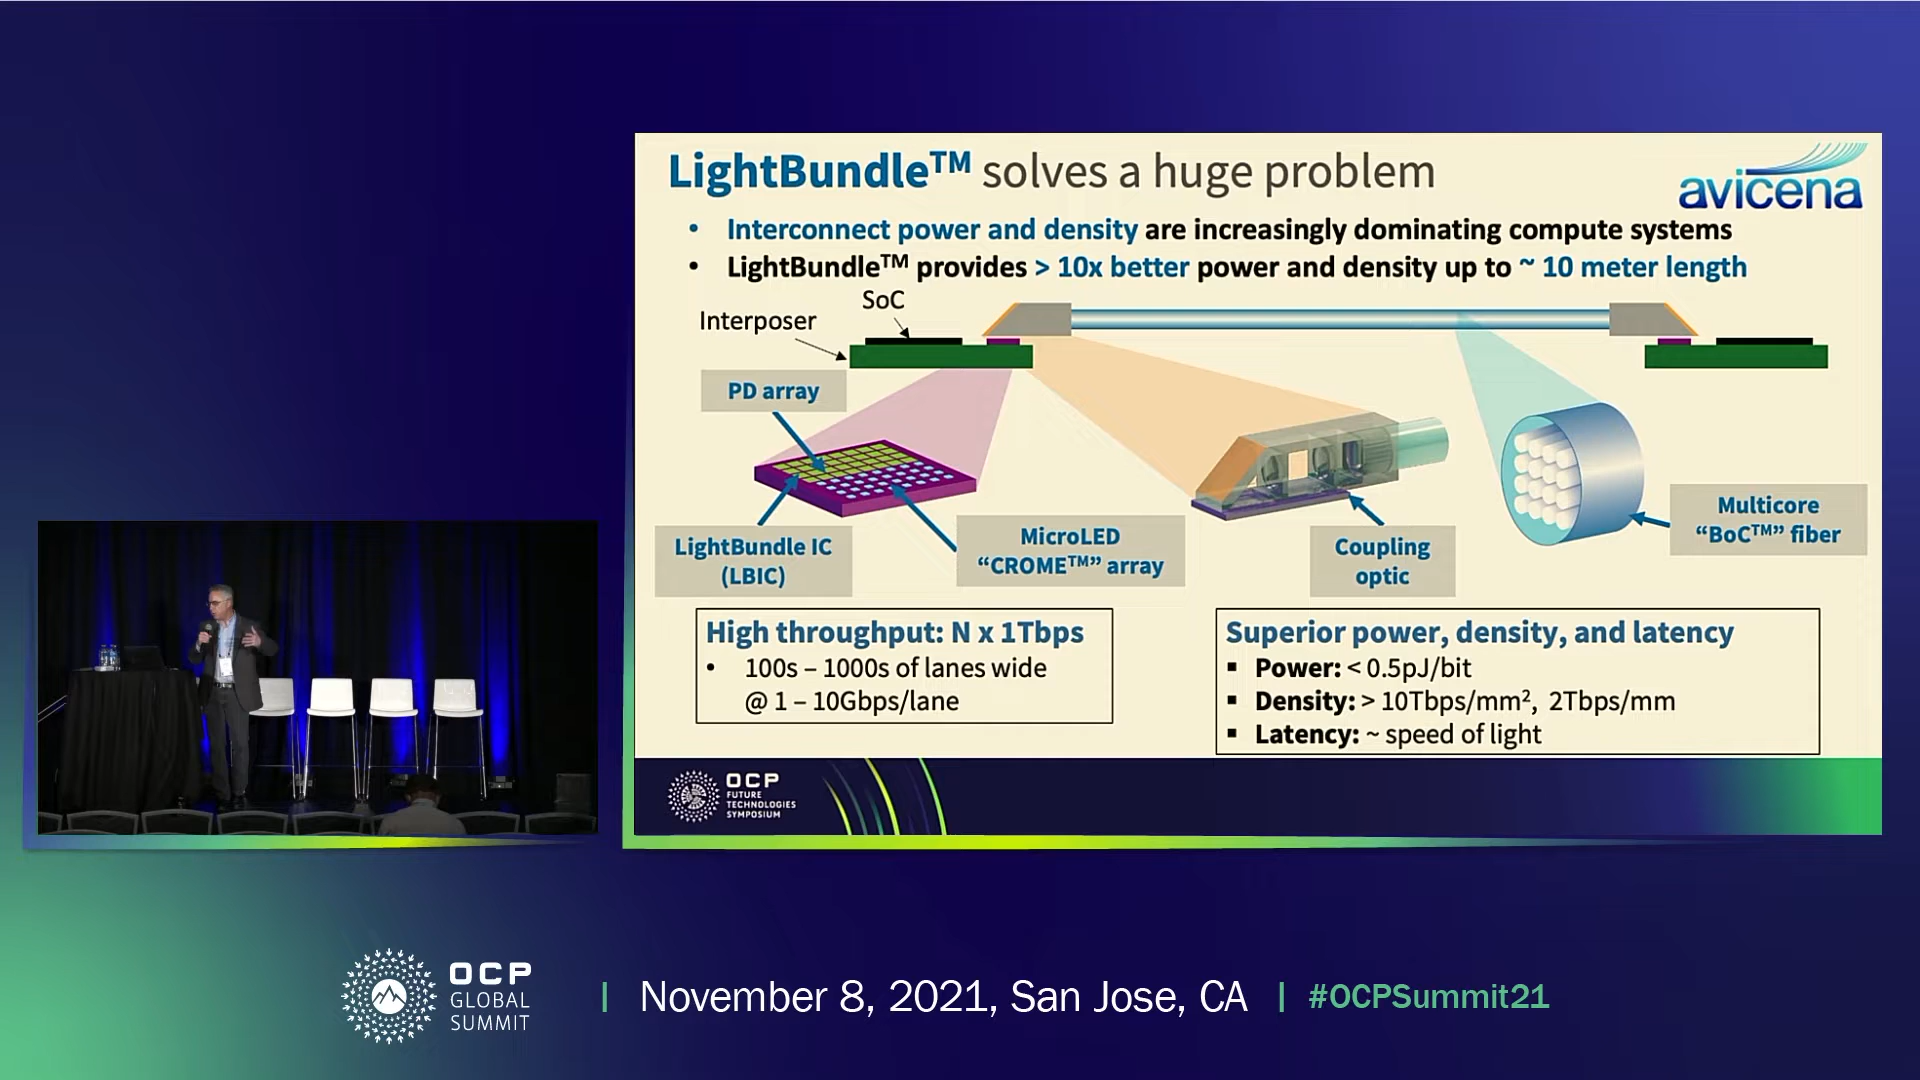 LightBundle™ solves a huge problem
avicena
• Interconnect power and density are increasingly dominating compute systems
• LightBundle™ provides > 10x better power and density up to ~ 10 meter length
SoC
Interposer
PD array
LightBundle IC
(LBIC)
MicroLED
“CROME™” array
Coupling
optic
Multicore
“BoC™” fiber
High throughput: N x 1Tbps
• 100s – 1000s of lanes wide
@ 1 – 10Gbps/lane
Superior power, density, and latency
▪ Power: < 0.5pJ/bit
▪ Density: > 10Tbps/mm², 2Tbps/mm
▪ Latency: ~ speed of light
OCP
FUTURE
TECHNOLOGIES
SYMPOSIUM
OCP
GLOBAL
SUMMIT
| November 8, 2021, San Jose, CA | #OCPSummit21